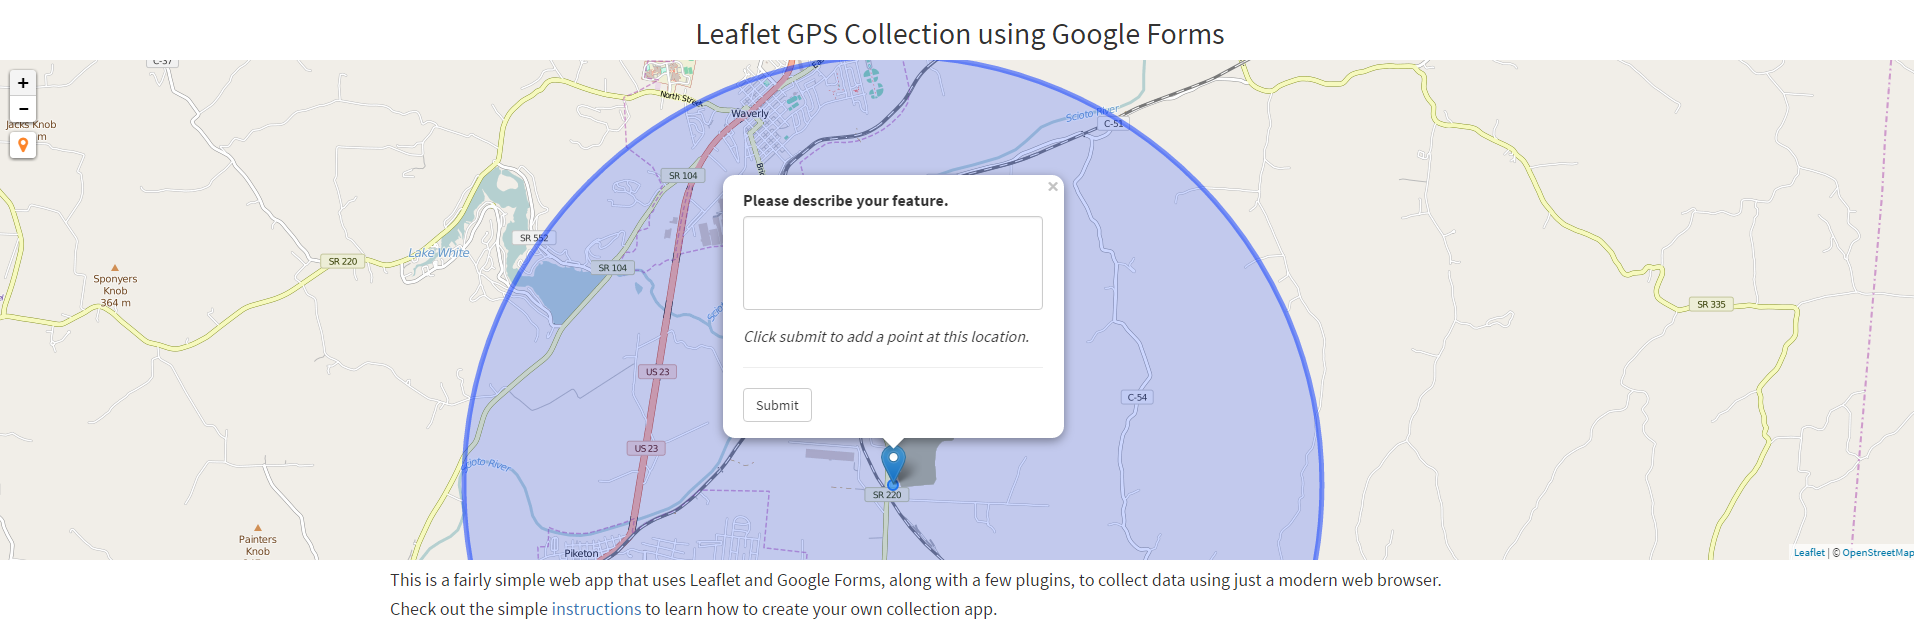 Leaflet GPS Collection using Google Forms
C-37
+
−
Jacks Knob
m
North Street
Waverly
Scioto River
C-51
SR 104
×
Please describe your feature.
SR 552
Lake White
SR 220
SR 104
Sponyers
Knob
364 m
SR 335
Click submit to add a point at this location.
US 23
C-54
Submit
US 23
Scioto River
SR 220
Painters
Knob
Piketon
Leaflet | © OpenStreetMap
This is a fairly simple web app that uses Leaflet and Google Forms, along with a few plugins, to collect data using just a modern web browser.
Check out the simple instructions to learn how to create your own collection app.